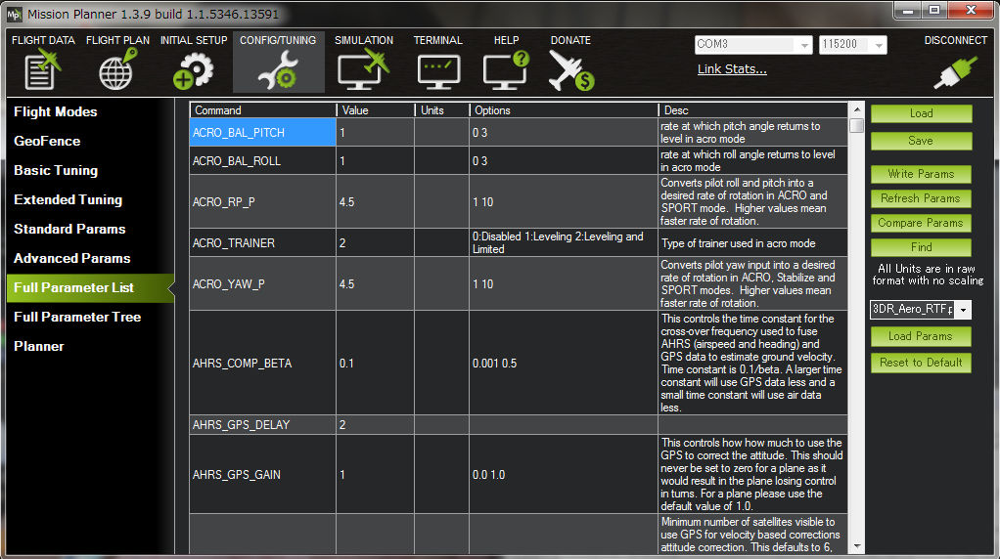 Mp Mission Planner 1.3.9 build 1.1.5346.13591
FLIGHT DATA FLIGHT PLAN INITIAL SETUP CONFIG/TUNING SIMULATION TERMINAL HELP DONATE
COM3 115200 DISCONNECT
Link Stats...
Flight Modes
GeoFence
Basic Tuning
Extended Tuning
Standard Params
Advanced Params
Full Parameter List
Full Parameter Tree
Planner
Command Value Units Options Desc
ACRO_BAL_PITCH 1 0 3 rate at which pitch angle returns to
level in acro mode
ACRO_BAL_ROLL 1 0 3 rate at which roll angle returns to level
in acro mode
ACRO_RP_P 4.5 1 10 Converts pilot roll and pitch into a
desired rate of rotation in ACRO and
SPORT mode.  Higher values mean
faster rate of rotation.
ACRO_TRAINER 2 0:Disabled 1:Leveling 2:Leveling and
Limited
Type of trainer used in acro mode
ACRO_YAW_P 4.5 1 10 Converts pilot yaw input into a desired
rate of rotation in ACRO, Stabilize and
SPORT modes.  Higher values mean
faster rate of rotation.
AHRS_COMP_BETA 0.1 0.001 0.5 This controls the time constant for the
cross-over frequency used to fuse
AHRS (airspeed and heading) and
GPS data to estimate ground velocity.
Time constant is 0.1/beta. A larger time
constant will use GPS data less and a
small time constant will use air data
less.
AHRS_GPS_DELAY 2
AHRS_GPS_GAIN 1 0.0 1.0 This controls how how much to use the
GPS to correct the attitude. This should
never be set to zero for a plane as it
would result in the plane losing control
in turns. For a plane please use the
default value of 1.0.
Minimum number of satellites visible to
use GPS for velocity based corrections
attitude correction. This defaults to 6,
Load
Save
Write Params
Refresh Params
Compare Params
Find
All Units are in raw
format with no scaling
3DR_Aero_RTF.p
Load Params
Reset to Default